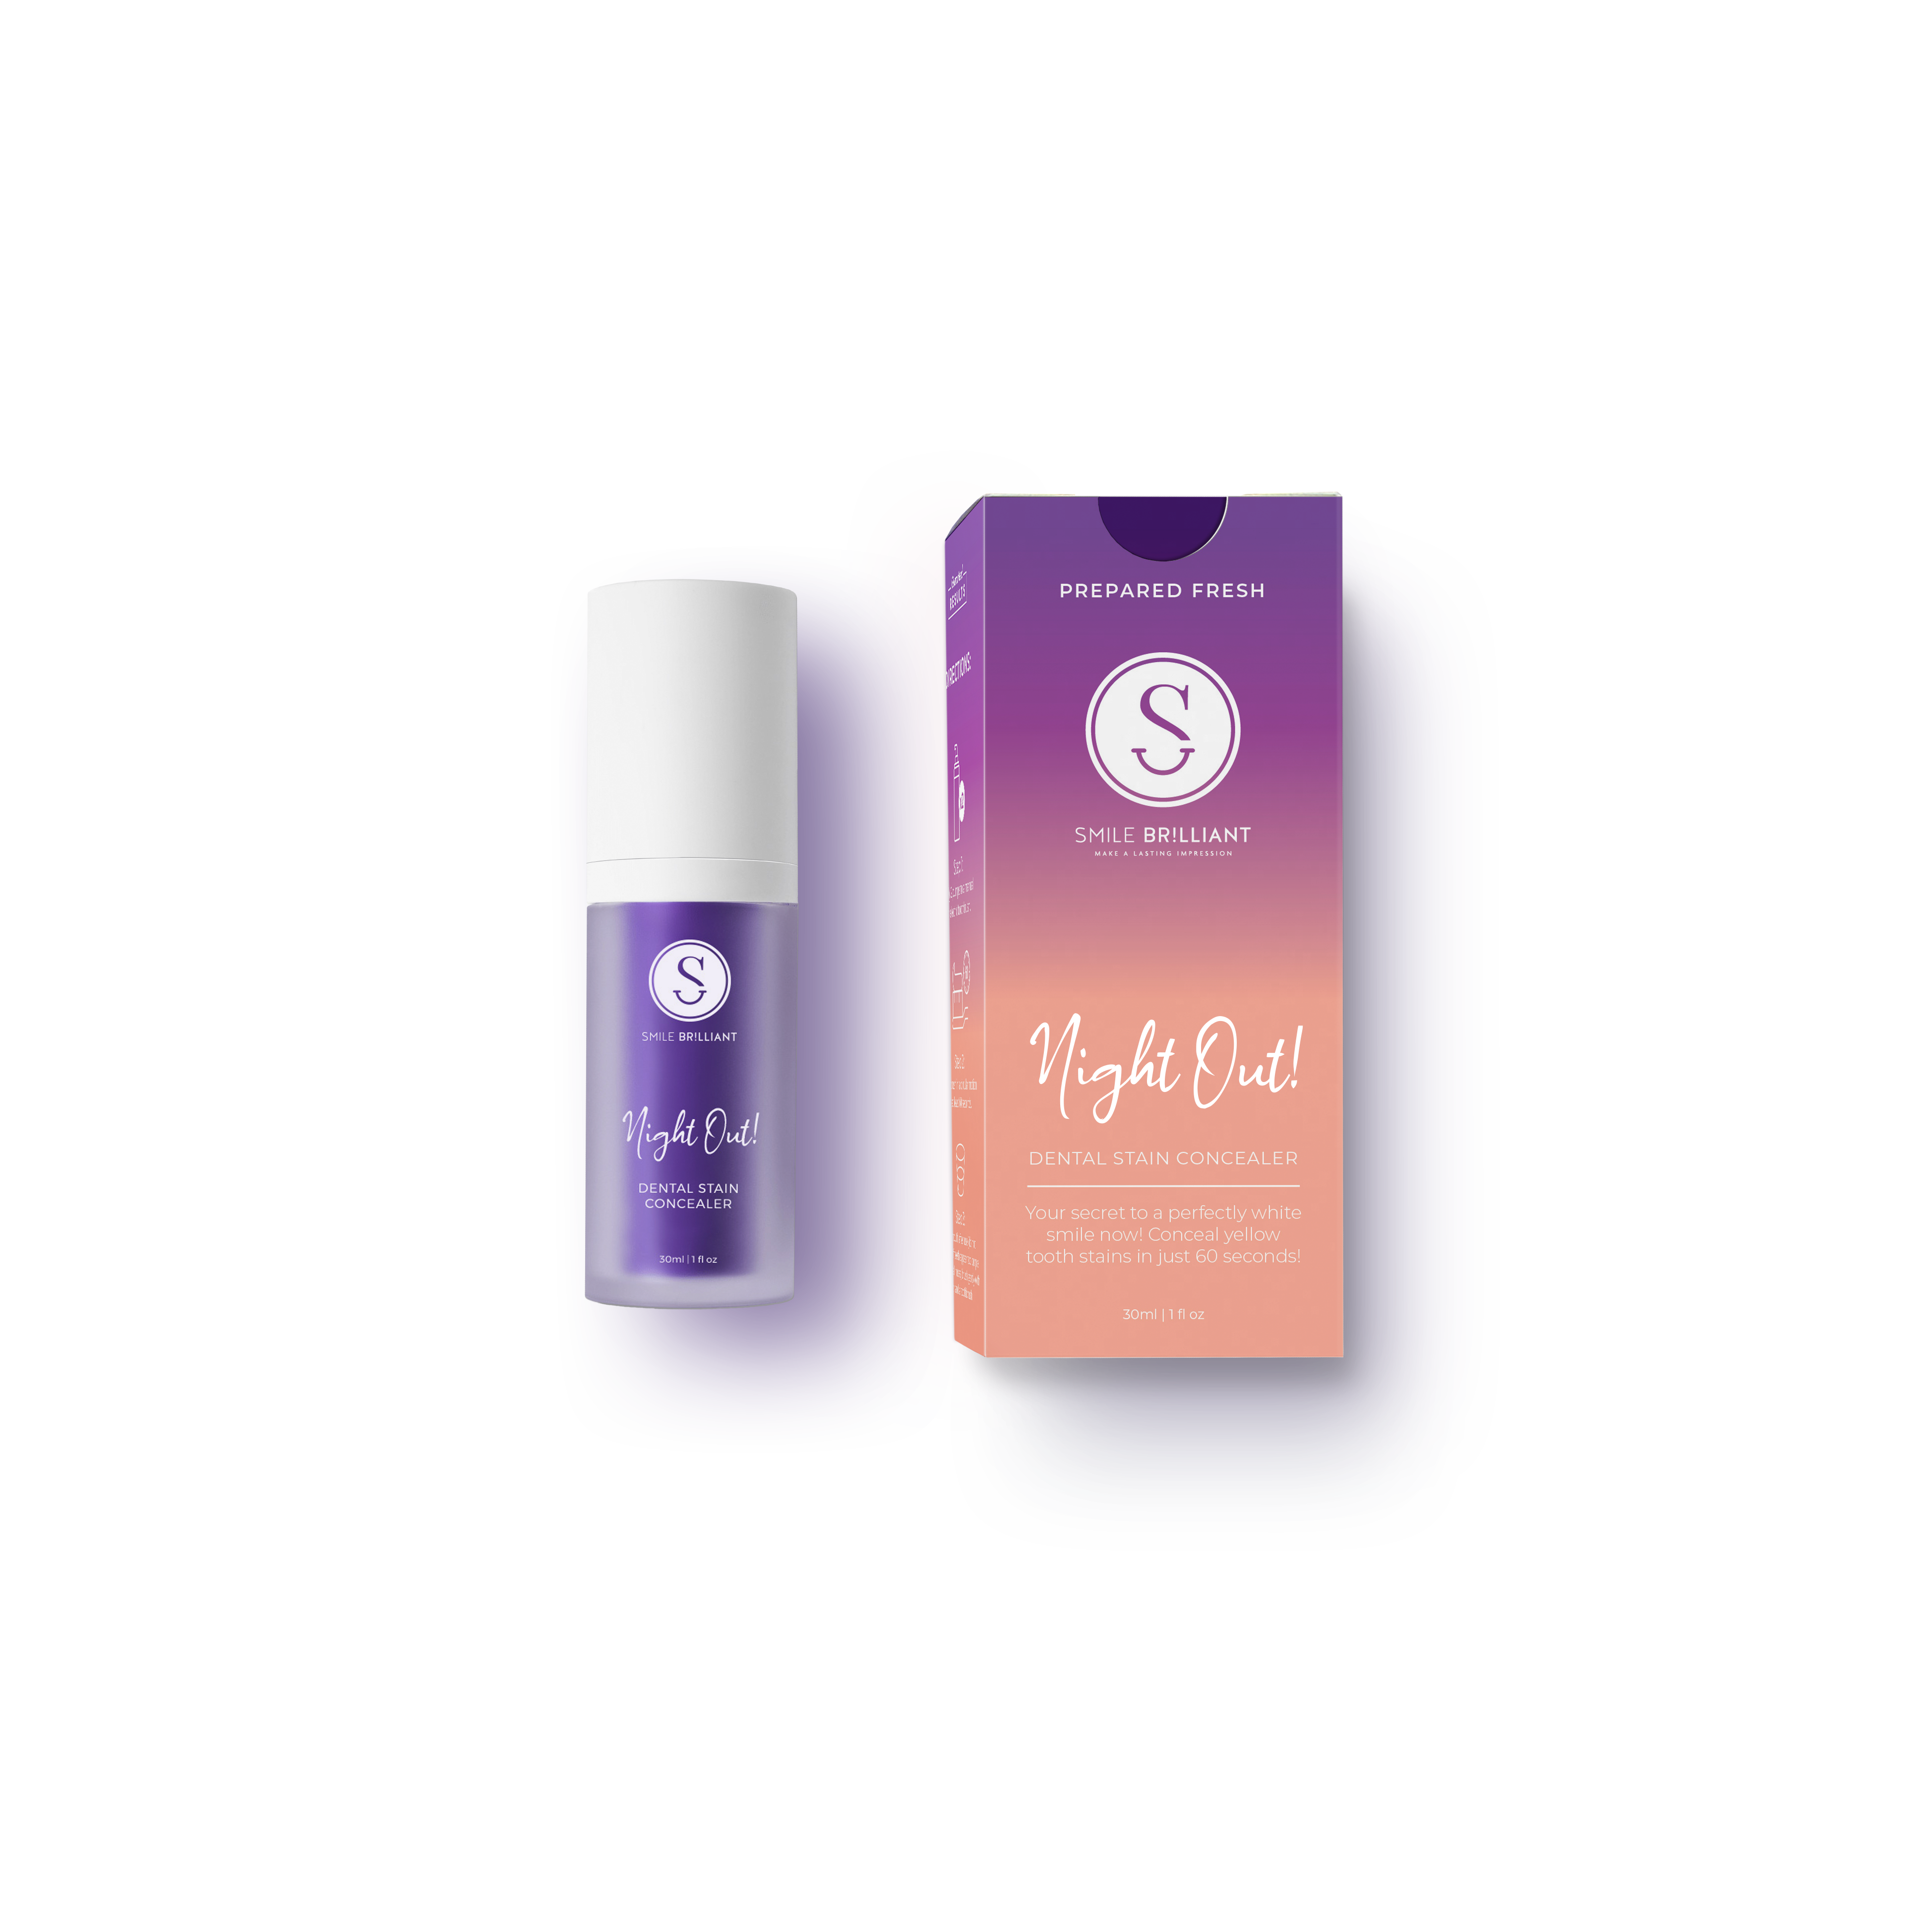 S
SMILE BR!LLIANT
Night Out!
DENTAL STAIN
CONCEALER
30ml | 1 fl oz
RESULTS
DIRECTIONS:
PREPARED FRESH
S
SMILE BR!LLIANT
MAKE A LASTING IMPRESSION
Night Out!
DENTAL STAIN CONCEALER
Your secret to a perfectly white
smile now! Conceal yellow
tooth stains in just 60 seconds!
30ml | 1 fl oz